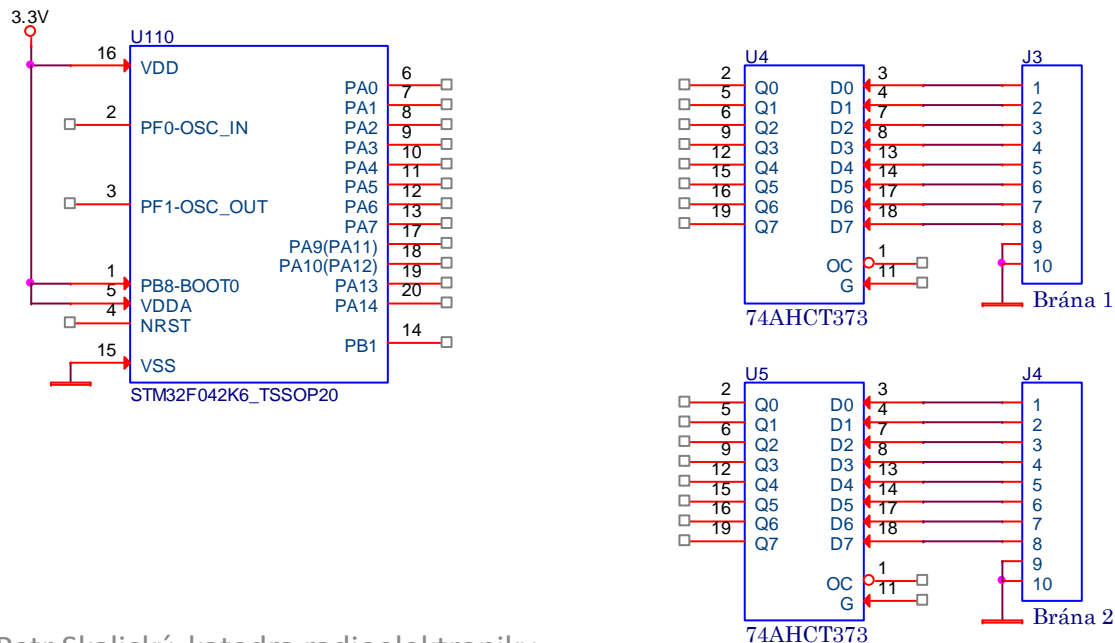 3.3V
U110
16 VDD
2 PF0-OSC_IN
3 PF1-OSC_OUT
1 PB8-BOOT0
5 VDDA
4 NRST
15 VSS
PA0 6
PA1 7
PA2 8
PA3 9
PA4 10
PA5 11
PA6 12
PA7 13
PA9(PA11) 17
PA10(PA12) 18
PA13 19
PA14 20
PB1 14
STM32F042K6_TSSOP20
U4
2 Q0 D0 3
5 Q1 D1 4
6 Q2 D2 7
9 Q3 D3 8
12 Q4 D4 13
15 Q5 D5 14
16 Q6 D6 17
19 Q7 D7 18
OC 1
G 11
74AHCT373
J3
1
2
3
4
5
6
7
8
9
10
Brána 1
U5
2 Q0 D0 3
5 Q1 D1 4
6 Q2 D2 7
9 Q3 D3 8
12 Q4 D4 13
15 Q5 D5 14
16 Q6 D6 17
19 Q7 D7 18
OC 1
G 11
74AHCT373
J4
1
2
3
4
5
6
7
8
9
10
Brána 2